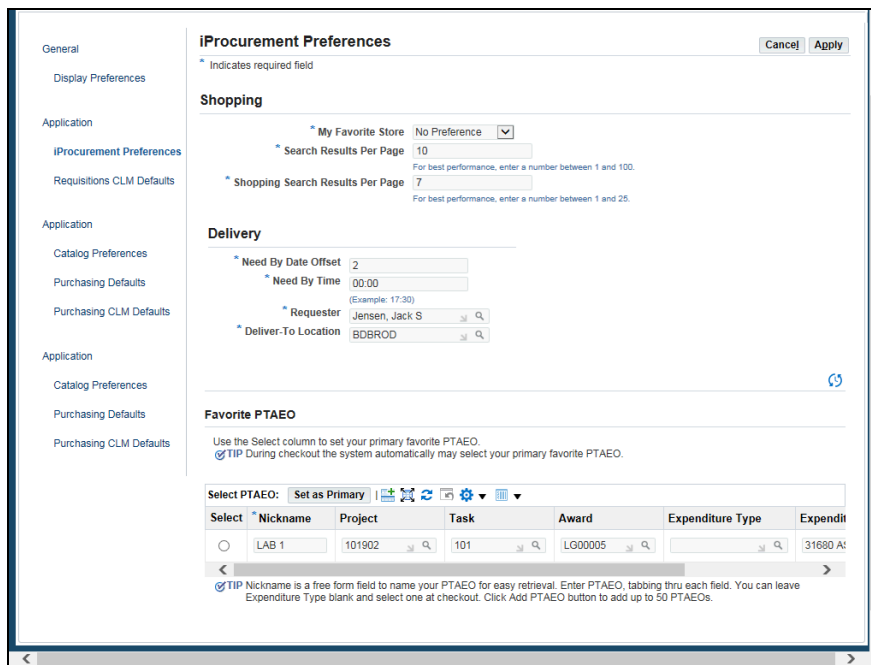 General
Display Preferences
Application
iProcurement Preferences
Requisitions CLM Defaults
Application
Catalog Preferences
Purchasing Defaults
Purchasing CLM Defaults
Application
Catalog Preferences
Purchasing Defaults
Purchasing CLM Defaults
iProcurement Preferences
Cancel Apply
* Indicates required field
Shopping
* My Favorite Store No Preference
* Search Results Per Page 10
For best performance, enter a number between 1 and 100.
* Shopping Search Results Per Page 7
For best performance, enter a number between 1 and 25.
Delivery
* Need By Date Offset 2
* Need By Time 00:00
(Example: 17:30)
* Requester Jensen, Jack S
* Deliver-To Location BDBROD
Favorite PTAEO
Use the Select column to set your primary favorite PTAEO.
TIP During checkout the system automatically may select your primary favorite PTAEO.
Select PTAEO: Set as Primary
Select * Nickname Project Task Award Expenditure Type Expendit
LAB 1 101902 101 LG00005 31680 AS
TIP Nickname is a free form field to name your PTAEO for easy retrieval. Enter PTAEO, tabbing thru each field. You can leave
Expenditure Type blank and select one at checkout. Click Add PTAEO button to add up to 50 PTAEOs.